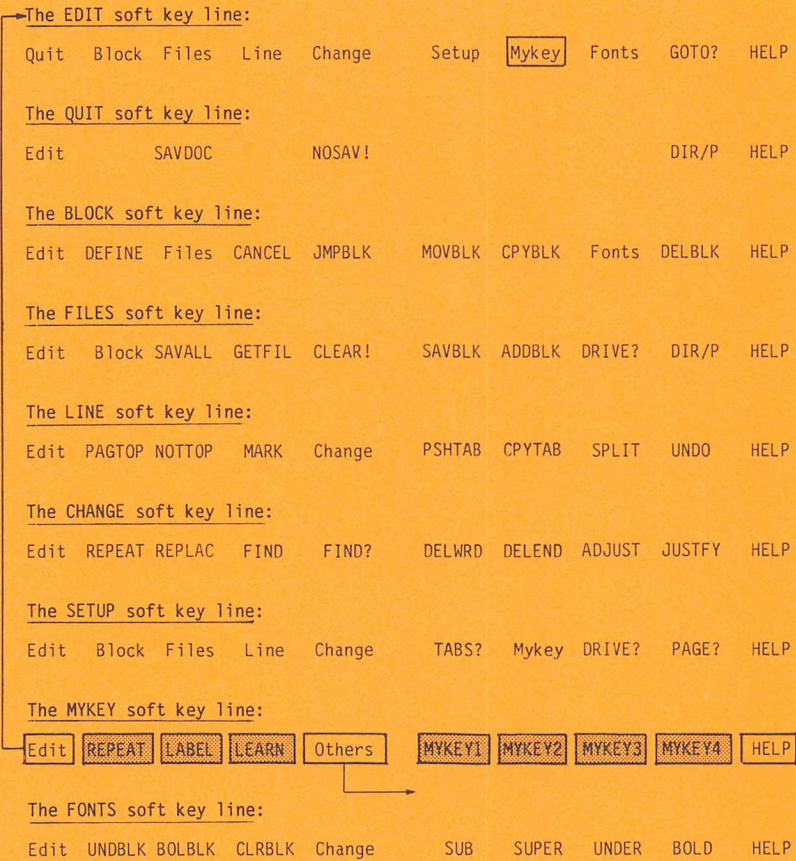 The EDIT soft key line:
Quit Block Files Line Change Setup Mykey Fonts GOTO? HELP
The QUIT soft key line:
Edit SAVDOC NOSAV! DIR/P HELP
The BLOCK soft key line:
Edit DEFINE Files CANCEL JMPBLK MOVBLK CPYBLK Fonts DELBLK HELP
The FILES soft key line:
Edit Block SAVALL GETFIL CLEAR! SAVBLK ADDBLK DRIVE? DIR/P HELP
The LINE soft key line:
Edit PAGTOP NOTTOP MARK Change PSHTAB CPYTAB SPLIT UNDO HELP
The CHANGE soft key line:
Edit REPEAT REPLAC FIND FIND? DELWRD DELEND ADJUST JUSTFY HELP
The SETUP soft key line:
Edit Block Files Line Change TABS? Mykey DRIVE? PAGE? HELP
The MYKEY soft key line:
Edit REPEAT LABEL LEARN Others MYKEY1 MYKEY2 MYKEY3 MYKEY4 HELP
The FONTS soft key line:
Edit UNDBLK BOLBLK CLRBLK Change SUB SUPER UNDER BOLD HELP